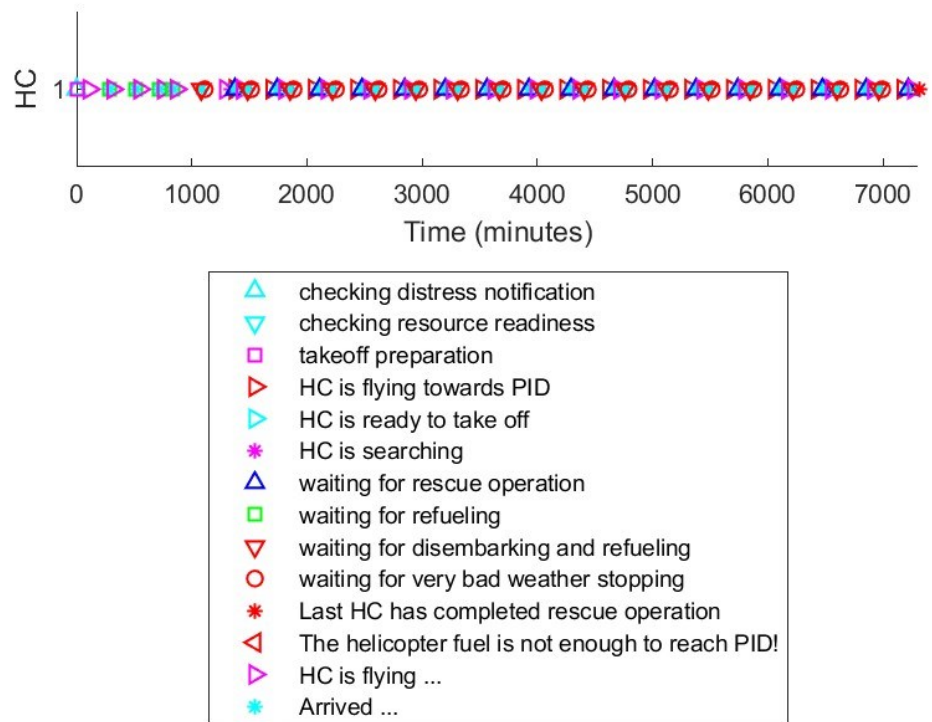 HC
1
0 1000 2000 3000 4000 5000 6000 7000
Time (minutes)
checking distress notification
checking resource readiness
takeoff preparation
HC is flying towards PID
HC is ready to take off
HC is searching
waiting for rescue operation
waiting for refueling
waiting for disembarking and refueling
waiting for very bad weather stopping
Last HC has completed rescue operation
The helicopter fuel is not enough to reach PID!
HC is flying ...
Arrived ...